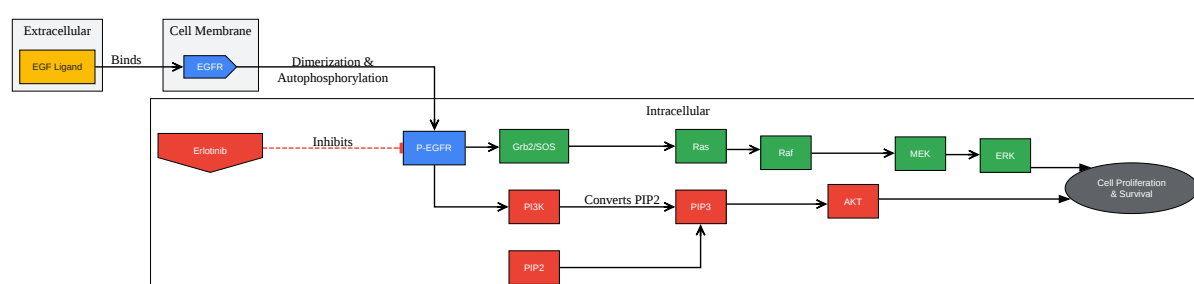 Extracellular
Cell Membrane
EGF Ligand
Binds
EGFR
Dimerization &
Autophosphorylation
Intracellular
Erlotinib
Inhibits
P-EGFR
Grb2/SOS
Ras
Raf
MEK
ERK
Cell Proliferation
& Survival
PI3K
Converts PIP2
PIP3
AKT
PIP2